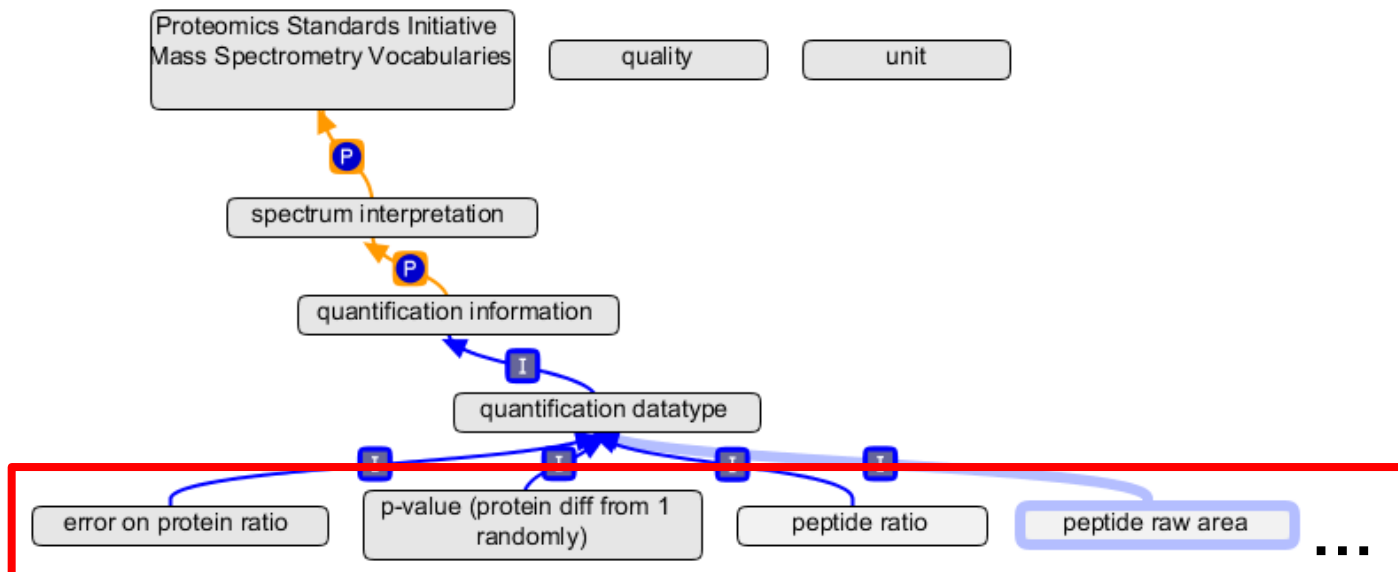 Proteomics Standards Initiative
Mass Spectrometry Vocabularies
quality
unit
P
spectrum interpretation
P
quantification information
I
quantification datatype
I
I
I
I
error on protein ratio
p-value (protein diff from 1
randomly)
peptide ratio
peptide raw area
...